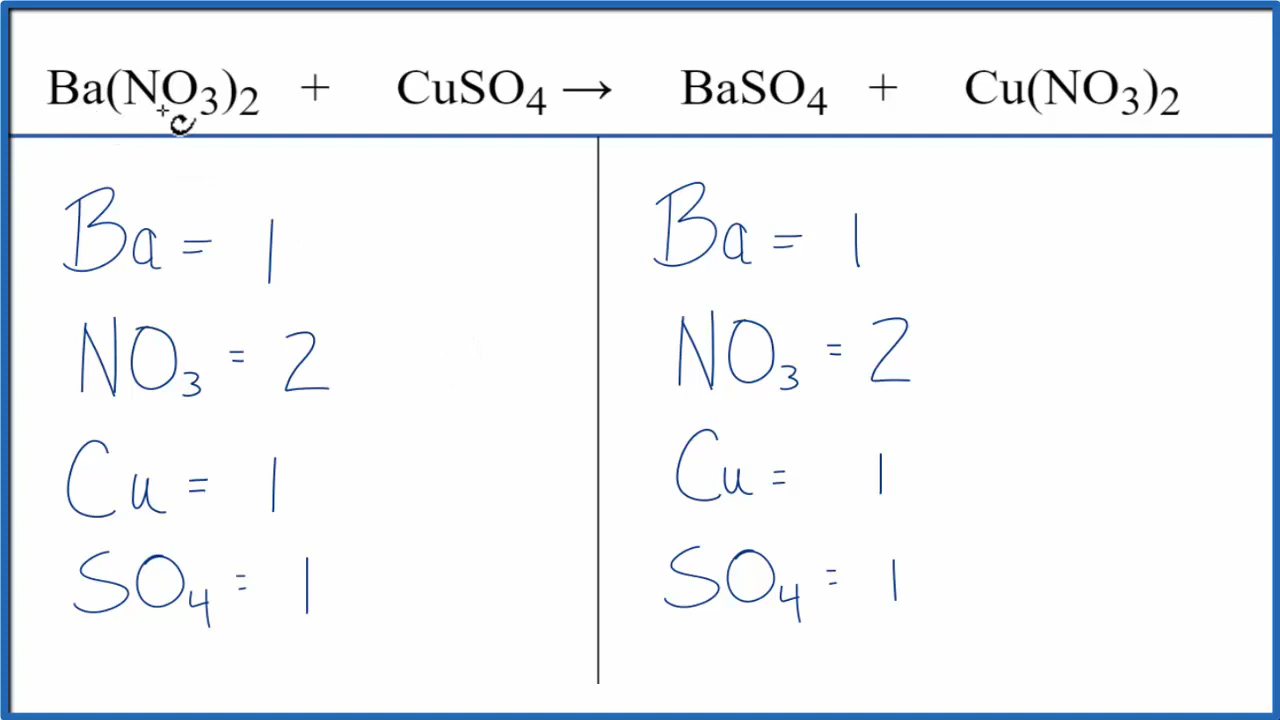 Ba(NO₃)₂ + CuSO₄ → BaSO₄ + Cu(NO₃)₂
Ba = 1
NO₃ = 2
Cu = 1
SO₄ = 1
Ba = 1
NO₃ = 2
Cu = 1
SO₄ = 1